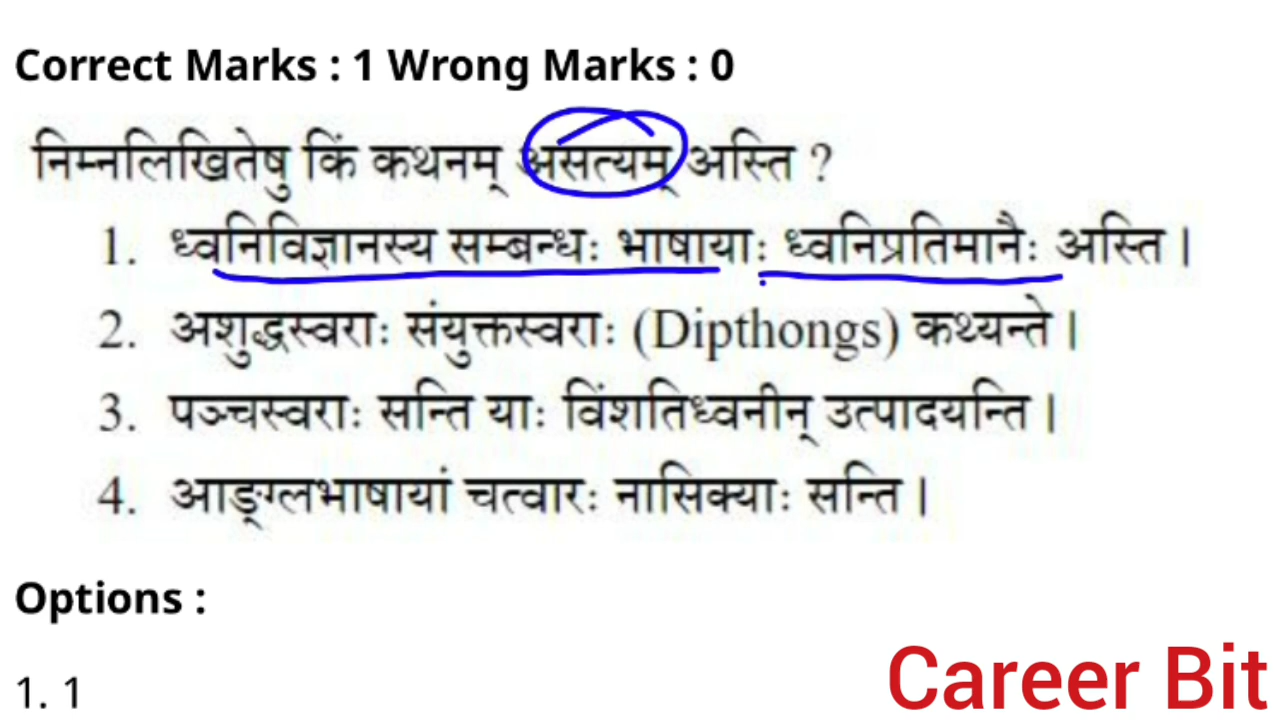 Correct Marks : 1 Wrong Marks : 0
निम्नलिखितेषु किं कथनम् असत्यम् अस्ति ?
1. ध्वनिविज्ञानस्य सम्बन्धः भाषायाः ध्वनिप्रतिमानैः अस्ति।
2. अशुद्धस्वराः संयुक्तस्वराः (Dipthongs) कथ्यन्ते।
3. पञ्चस्वराः सन्ति याः विंशतिध्वनीन् उत्पादयन्ति।
4. आङ्ग्लभाषायां चत्वारः नासिक्याः सन्ति।
Options :
1. 1
Career Bit